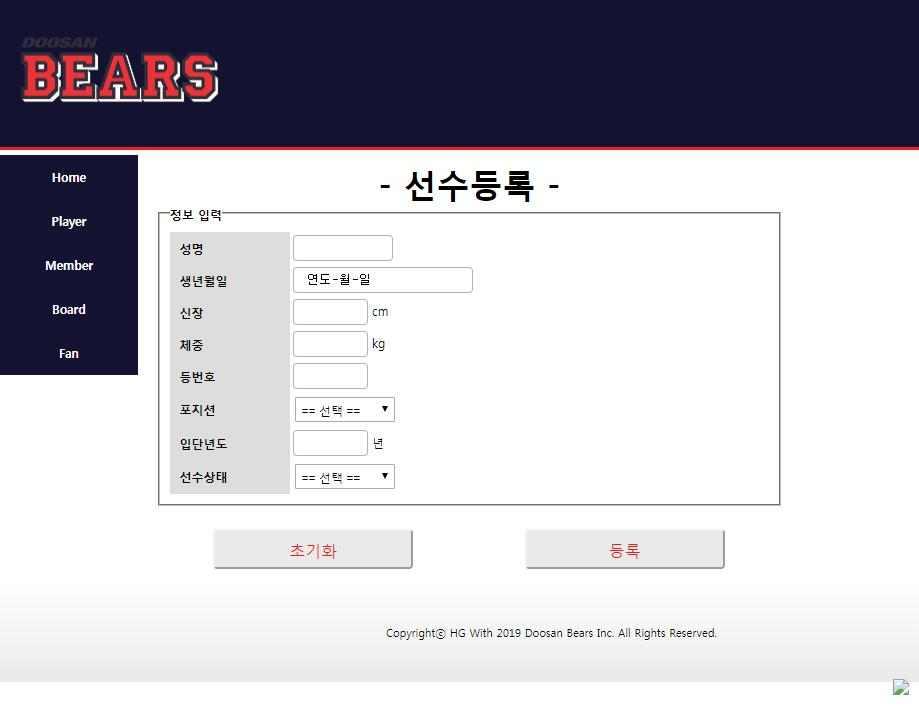 DOOSAN
BEARS
Home
Player
Member
Board
Fan
- 선수등록 -
정보 입력
성명
생년월일 연도-월-일
신장 cm
체중 kg
등번호
포지션 == 선택 ==
입단년도 년
선수상태 == 선택 ==
초기화 등록
Copyrightⓒ HG With 2019 Doosan Bears Inc. All Rights Reserved.